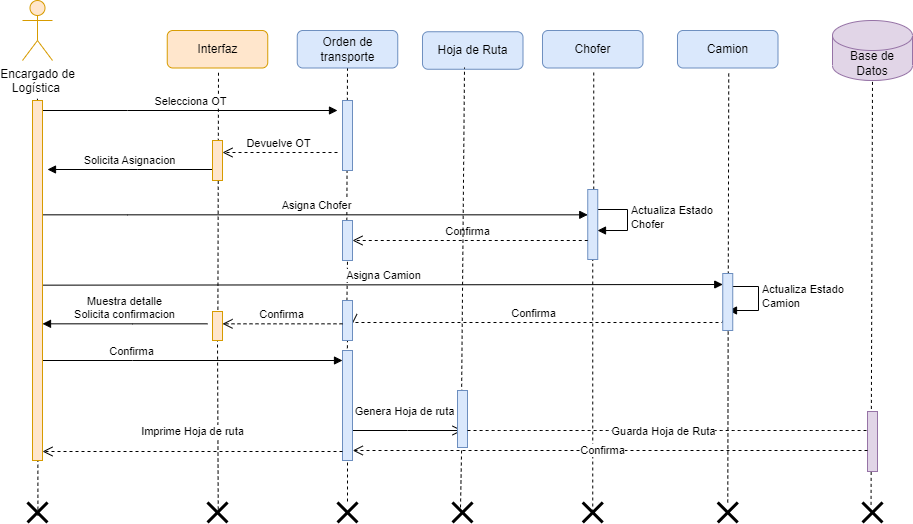 Encargado de
Logística
Interfaz
Orden de
transporte
Hoja de Ruta
Chofer
Camion
Base de
Datos
Selecciona OT
Devuelve OT
Solicita Asignacion
Asigna Chofer
Actualiza Estado
Chofer
Confirma
Asigna Camion
Actualiza Estado
Camion
Muestra detalle
Solicita confirmacion
Confirma
Confirma
Confirma
Genera Hoja de ruta
Imprime Hoja de ruta
Guarda Hoja de Ruta
Confirma